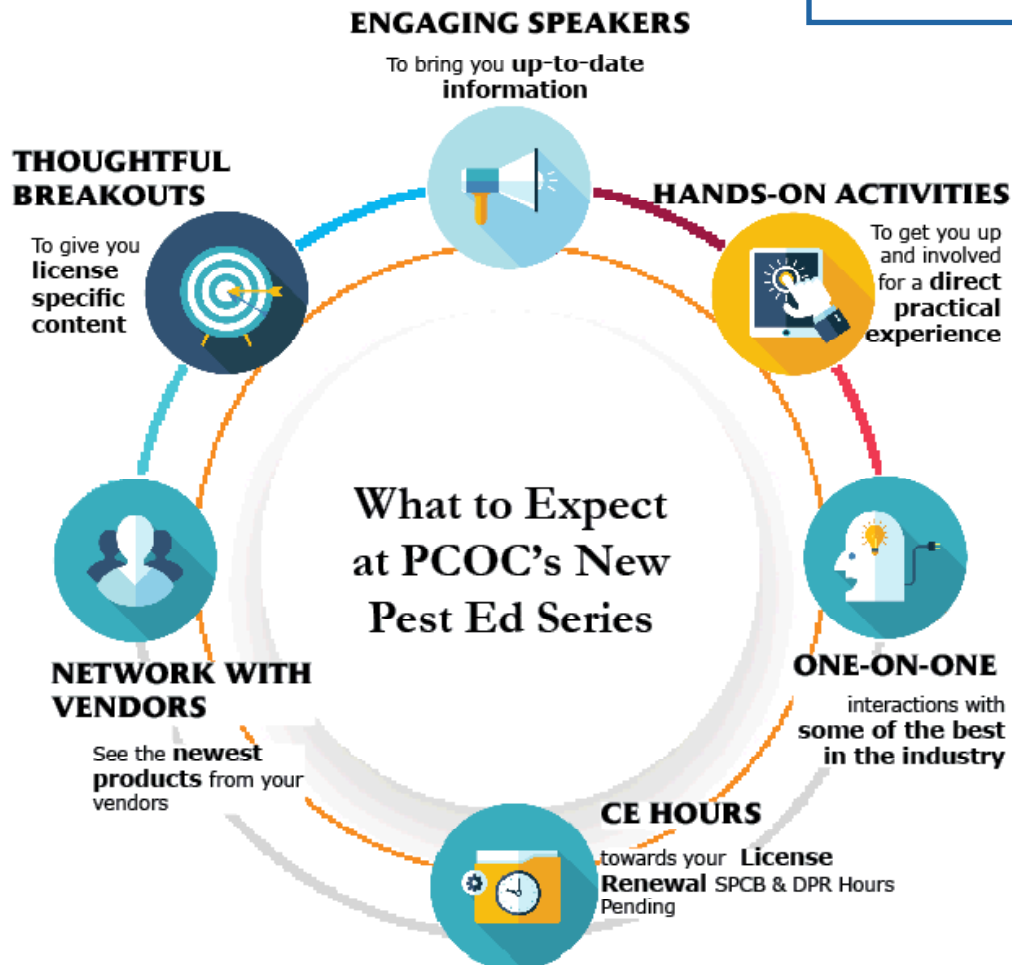 ENGAGING SPEAKERS
To bring you up-to-date
information
THOUGHTFUL
BREAKOUTS
To give you
license
specific
content
HANDS-ON ACTIVITIES
To get you up
and involved
for a direct
practical
experience
What to Expect
at PCOC's New
Pest Ed Series
NETWORK WITH
VENDORS
See the newest
products from your
vendors
ONE-ON-ONE
interactions with
some of the best
in the industry
CE HOURS
towards your License
Renewal SPCB & DPR Hours
Pending